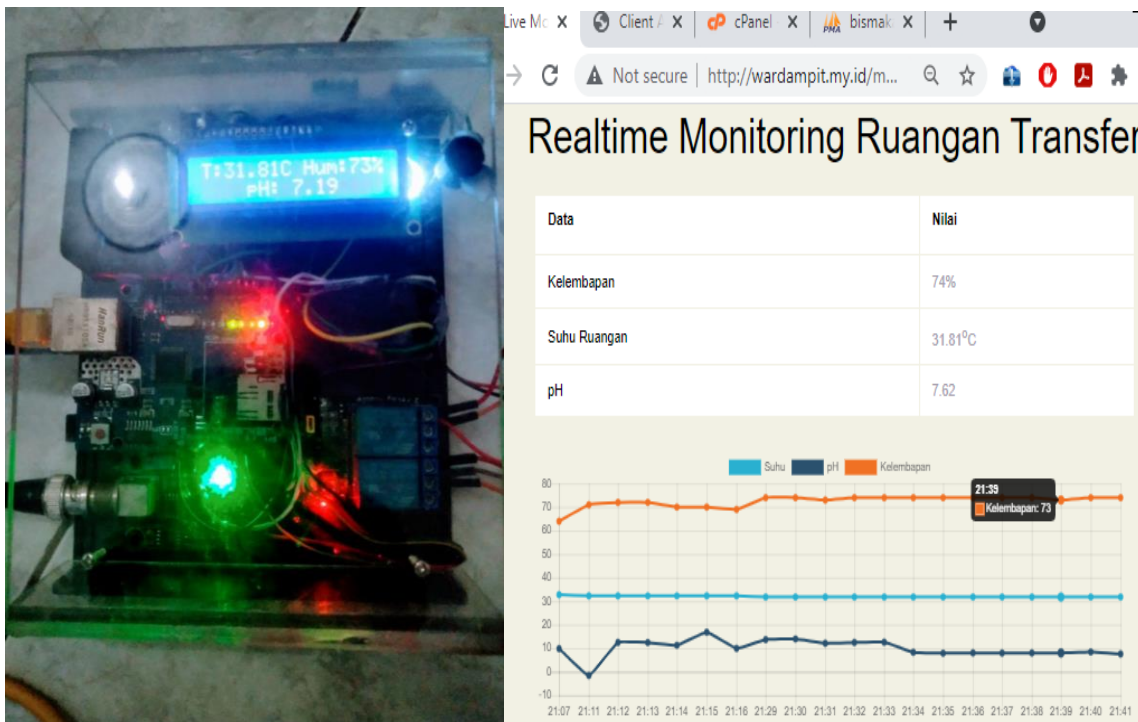 T:31.81C Hum:73%
pH: 7.19
HanRun
Live Mo
Client A
cPanel
PMA
bismak
Not secure | http://wardampit.my.id/m...
Realtime Monitoring Ruangan Transfer
Data Nilai
Kelembapan 74%
Suhu Ruangan 31.81⁰C
pH 7.62
Suhu pH Kelembapan
80
70
60
50
40
30
20
10
0
-10
21:39
Kelembapan: 73
21:07 21:11 21:12 21:13 21:14 21:15 21:16 21:29 21:30 21:31 21:32 21:33 21:34 21:35 21:36 21:37 21:38 21:39 21:40 21:41